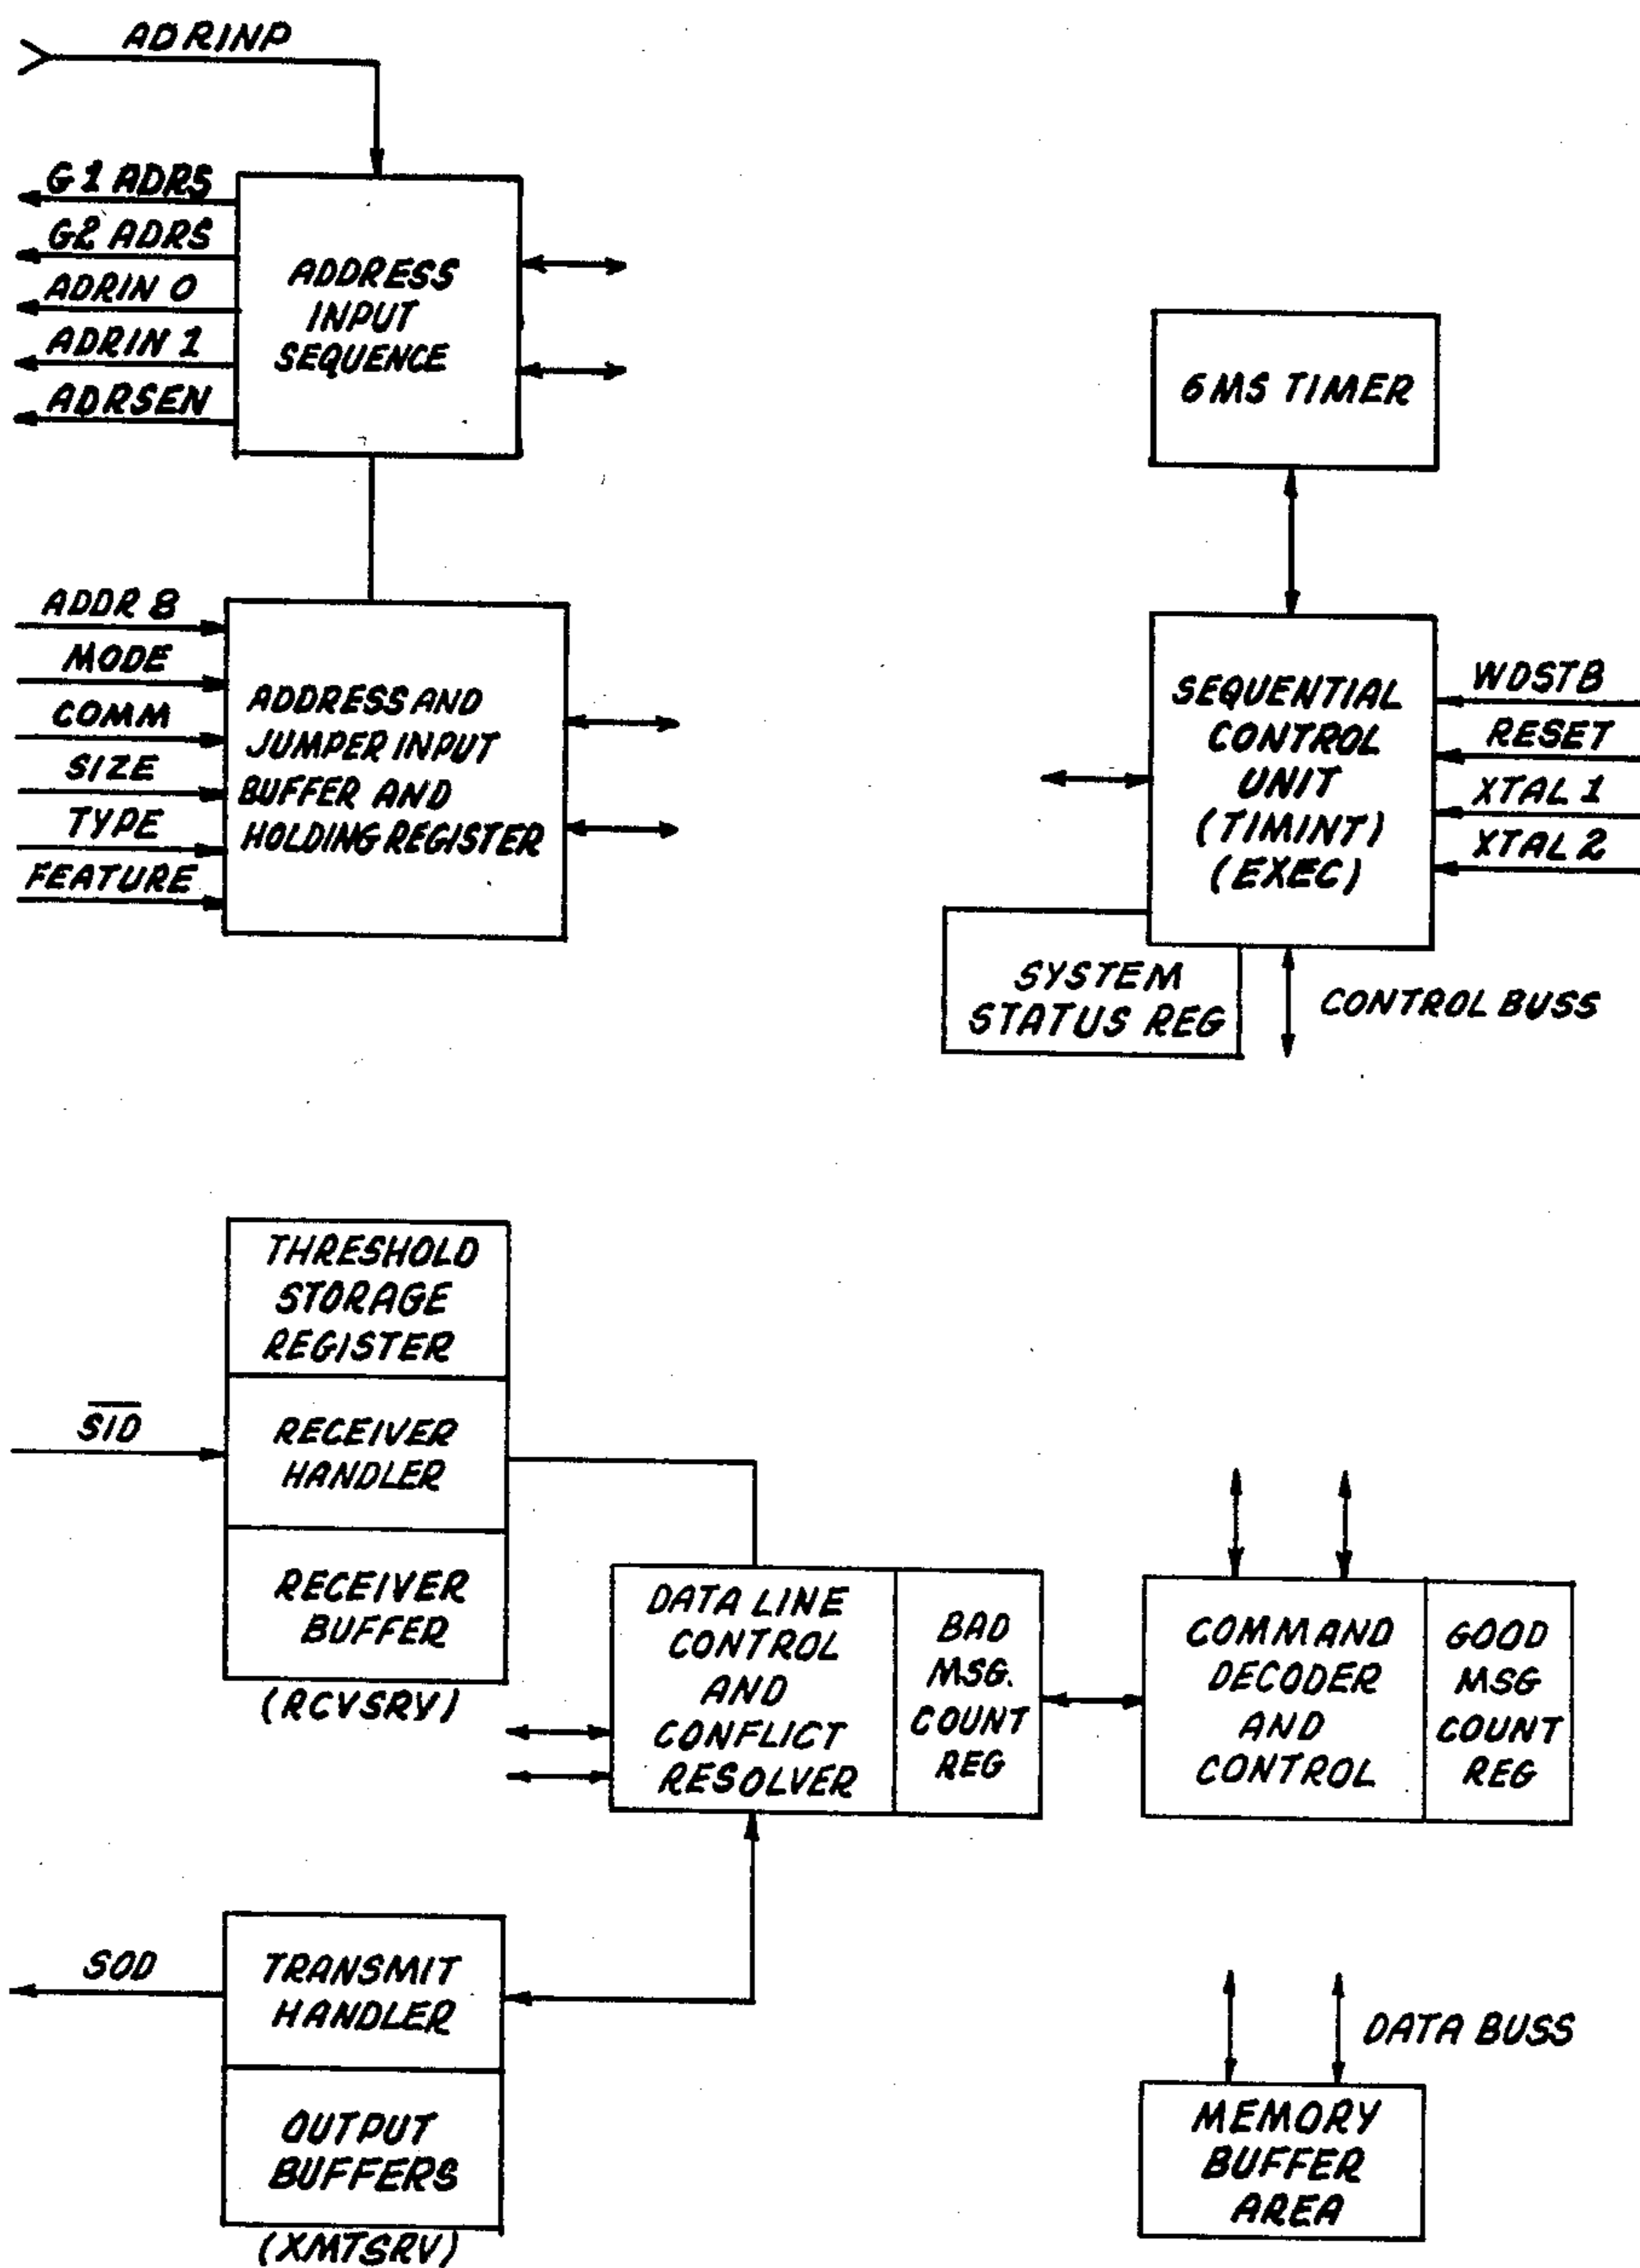 ADRINP
G1 ADRS
G2 ADRS
ADRIN 0
ADRIN 1
ADRSEN
ADDRESS
INPUT
SEQUENCE
6 MS TIMER
ADDR 8
MODE
COMM
SIZE
TYPE
FEATURE
ADDRESS AND
JUMPER INPUT
BUFFER AND
HOLDING REGISTER
SEQUENTIAL
CONTROL
UNIT
(TIMINT)
(EXEC)
WDSTB
RESET
XTAL 1
XTAL 2
SYSTEM
STATUS REG
CONTROL BUSS
THRESHOLD
STORAGE
REGISTER
S̅I̅D̅
RECEIVER
HANDLER
RECEIVER
BUFFER
(RCVSRV)
DATA LINE
CONTROL
AND
CONFLICT
RESOLVER
BAD
MSG.
COUNT
REG
COMMAND
DECODER
AND
CONTROL
GOOD
MSG
COUNT
REG
SOD
TRANSMIT
HANDLER
OUTPUT
BUFFERS
(XMTSRV)
DATA BUSS
MEMORY
BUFFER
AREA